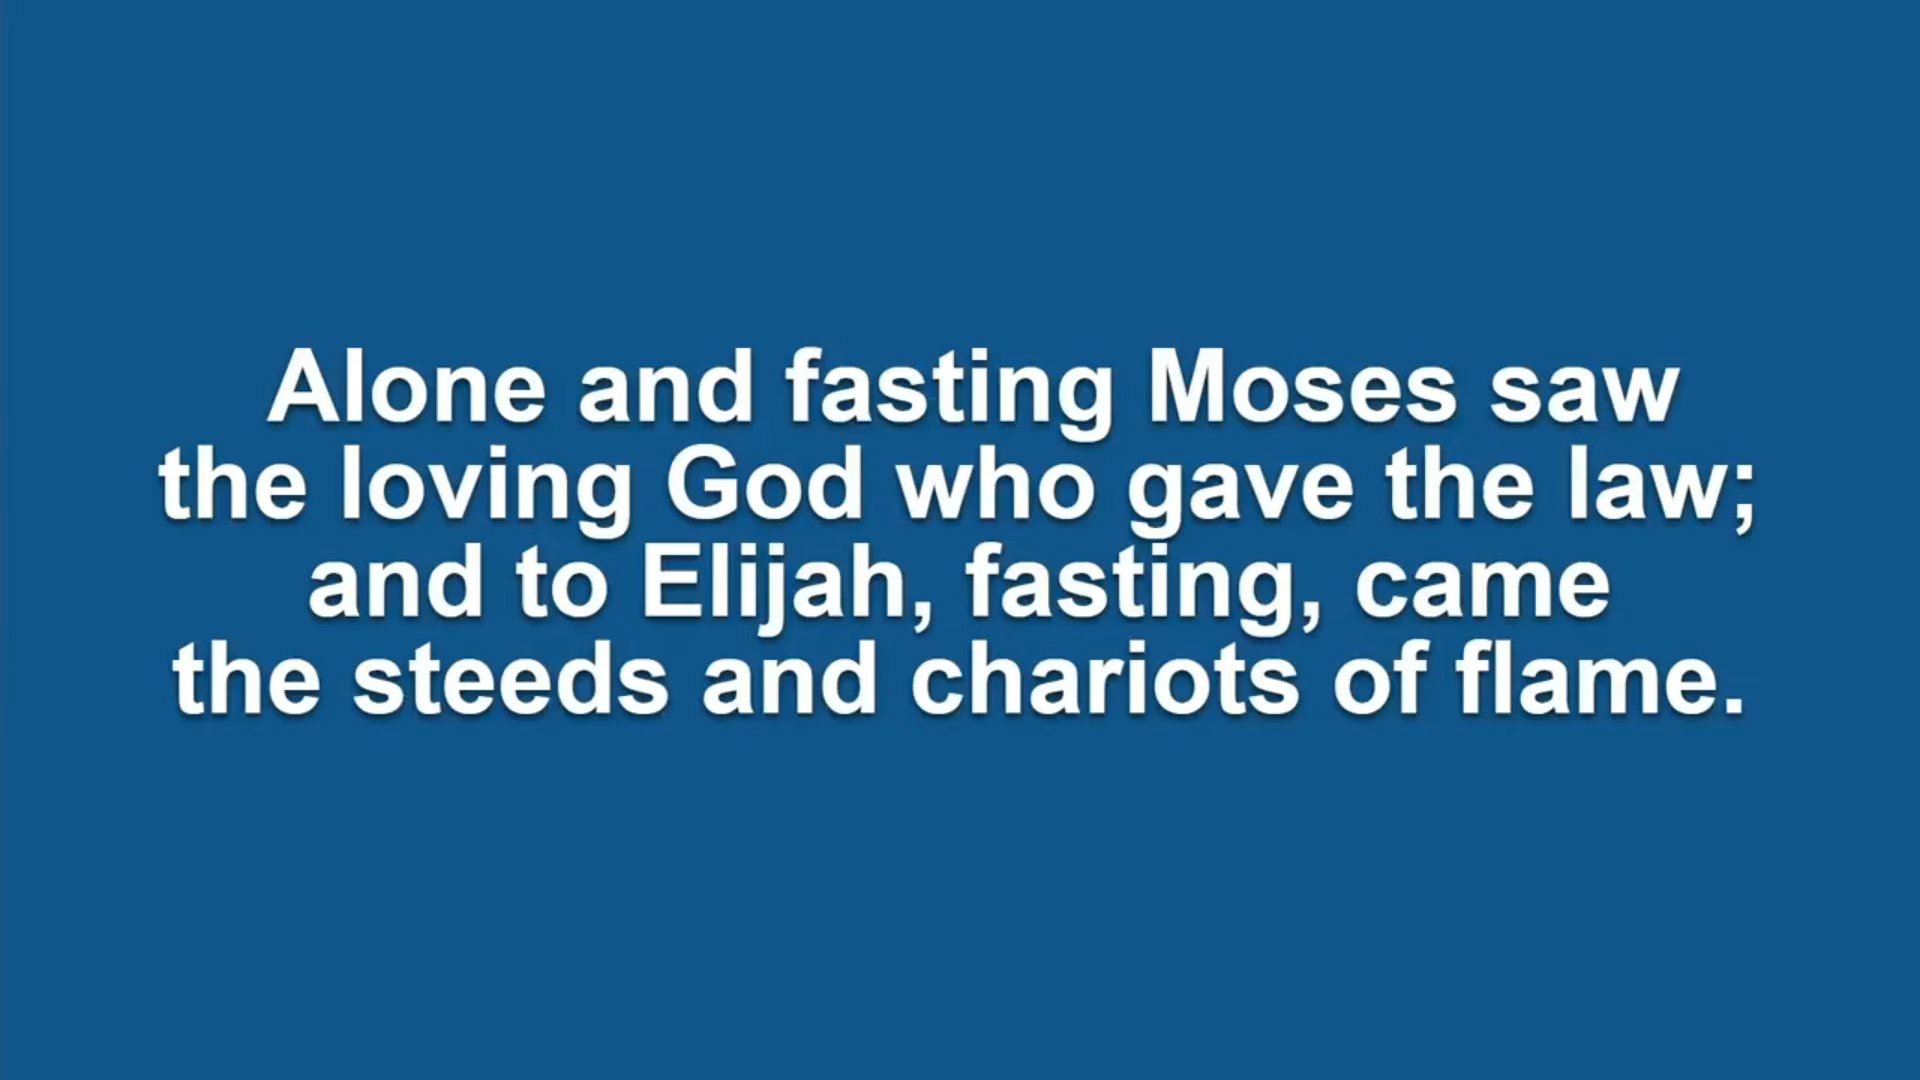 Alone and fasting Moses saw
the loving God who gave the law;
and to Elijah, fasting, came
the steeds and chariots of flame.